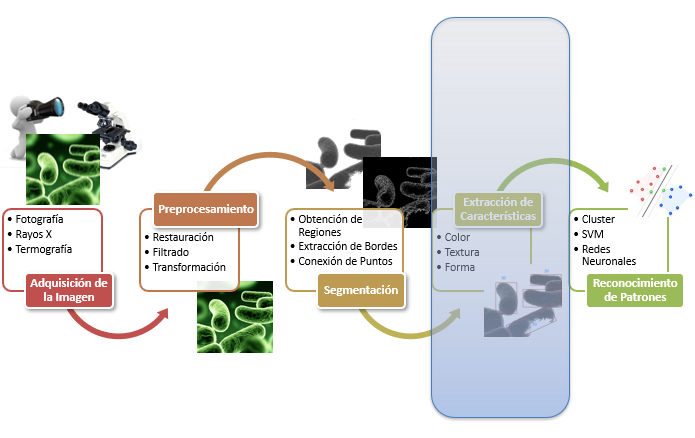 • Fotografía
• Rayos X
• Termografía
Adquisición de
la Imagen
Preprocesamiento
• Restauración
• Filtrado
• Transformación
• Obtención de
Regiones
• Extracción de Bordes
• Conexión de Puntos
Segmentación
Extracción de
Características
• Color
• Textura
• Forma
• Cluster
• SVM
• Redes
Neuronales
Reconocimiento
de Patrones